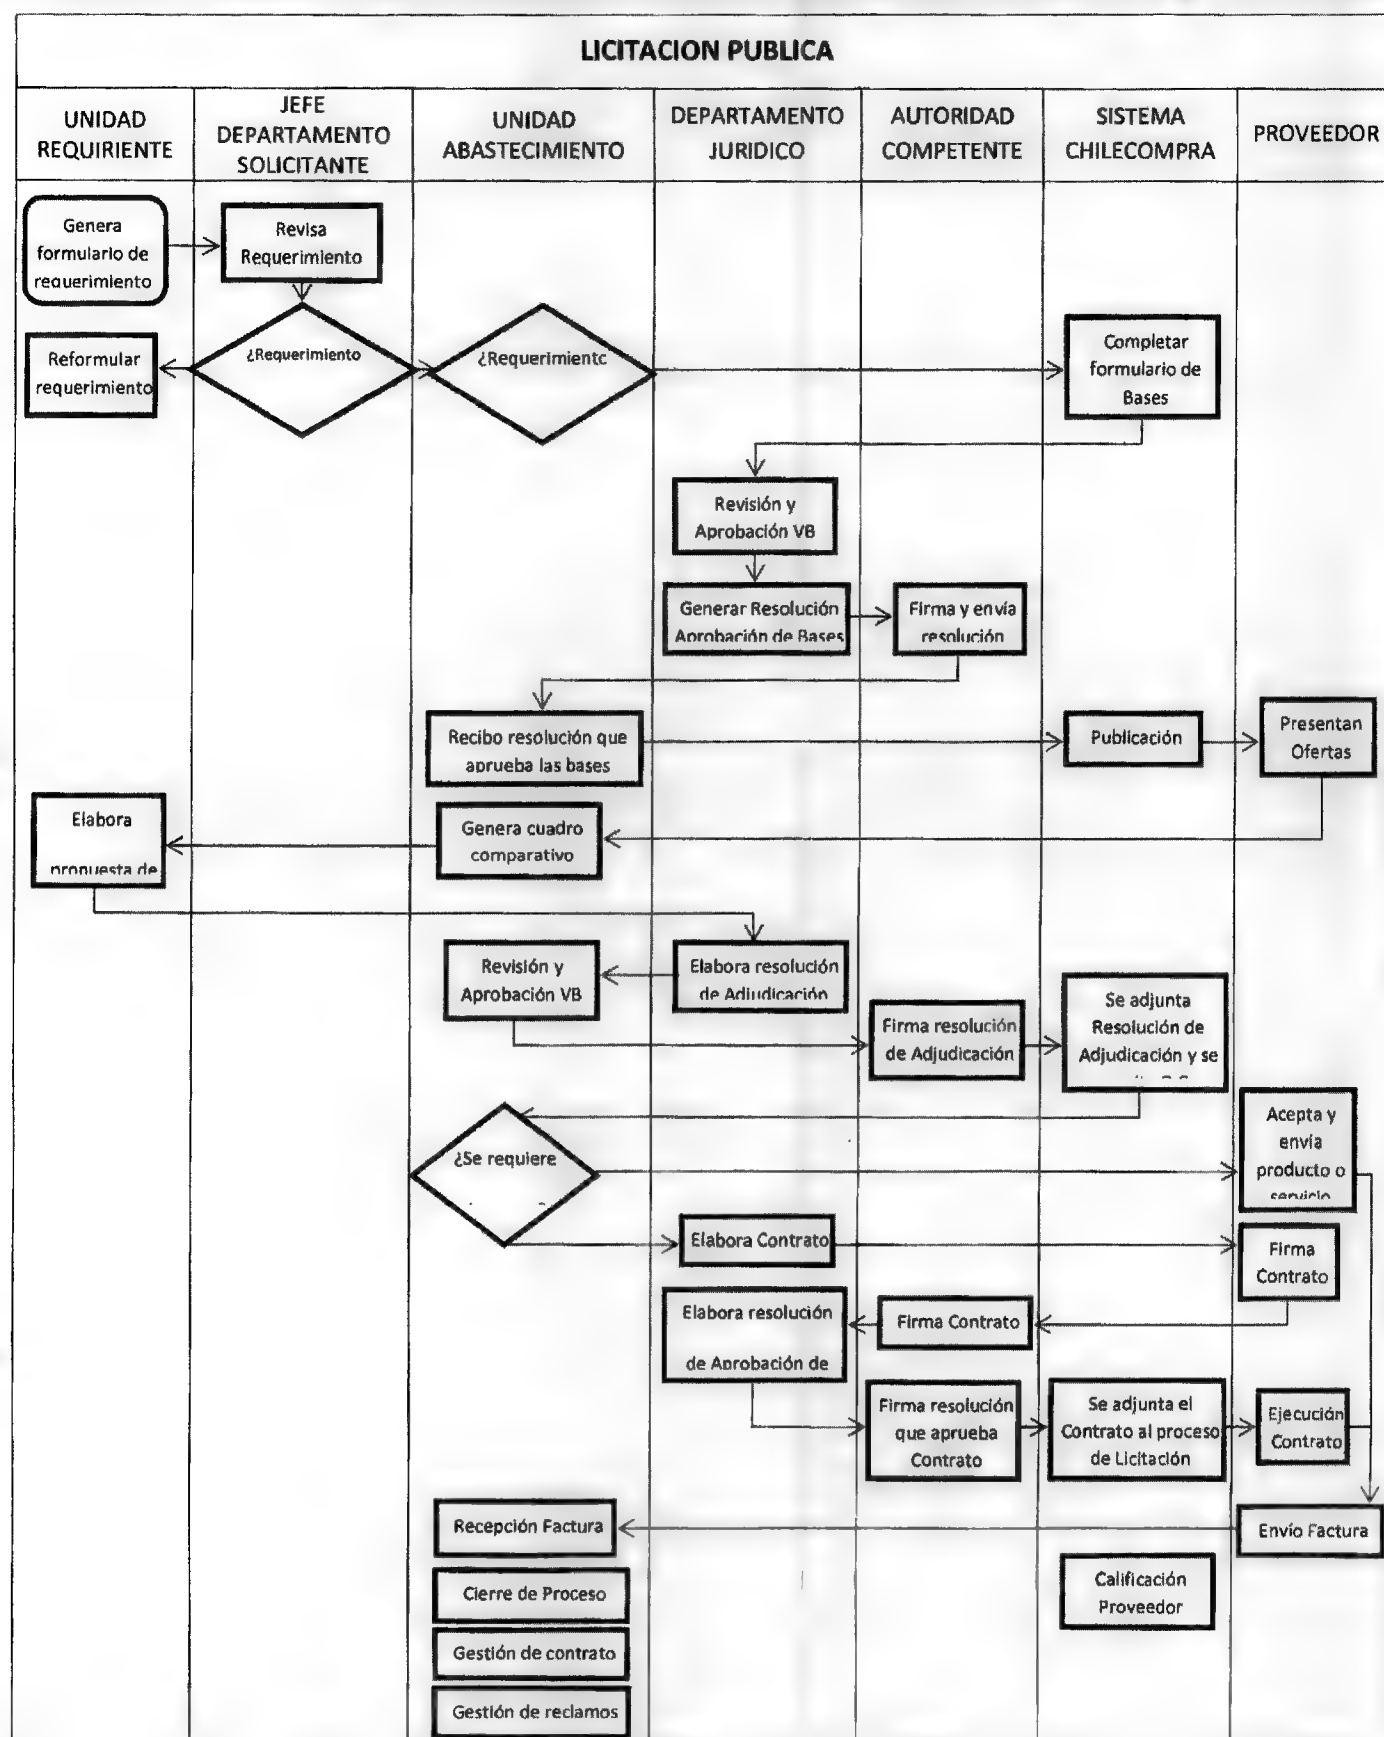 LICITACION PUBLICA
UNIDAD
REQUIRIENTE
JEFE
DEPARTAMENTO
SOLICITANTE
UNIDAD
ABASTECIMIENTO
DEPARTAMENTO
JURIDICO
AUTORIDAD
COMPETENTE
SISTEMA
CHILECOMPRA
PROVEEDOR
Genera
formulario de
requerimiento
Revisa
Requerimiento
Reformular
requerimiento
¿Requerimiento
¿Requerimientc
Completar
formulario de
Bases
Revisión y
Aprobación VB
Generar Resolución
Aprobación de Bases
Firma y envía
resolución
Recibo resolución que
aprueba las bases
Publicación
Presentan
Ofertas
Elabora
propuesta de
Genera cuadro
comparativo
Revisión y
Aprobación VB
Elabora resolución
de Adjudicación
Firma resolución
de Adjudicación
Se adjunta
Resolución de
Adjudicación y se
¿Se requiere
Acepta y
envía
producto o
servicio
Elabora Contrato
Firma
Contrato
Elabora resolución
de Aprobación de
Firma Contrato
Firma resolución
que aprueba
Contrato
Se adjunta el
Contrato al proceso
de Licitación
Ejecución
Contrato
Recepción Factura
Envío Factura
Cierre de Proceso
Calificación
Proveedor
Gestión de contrato
Gestión de reclamos